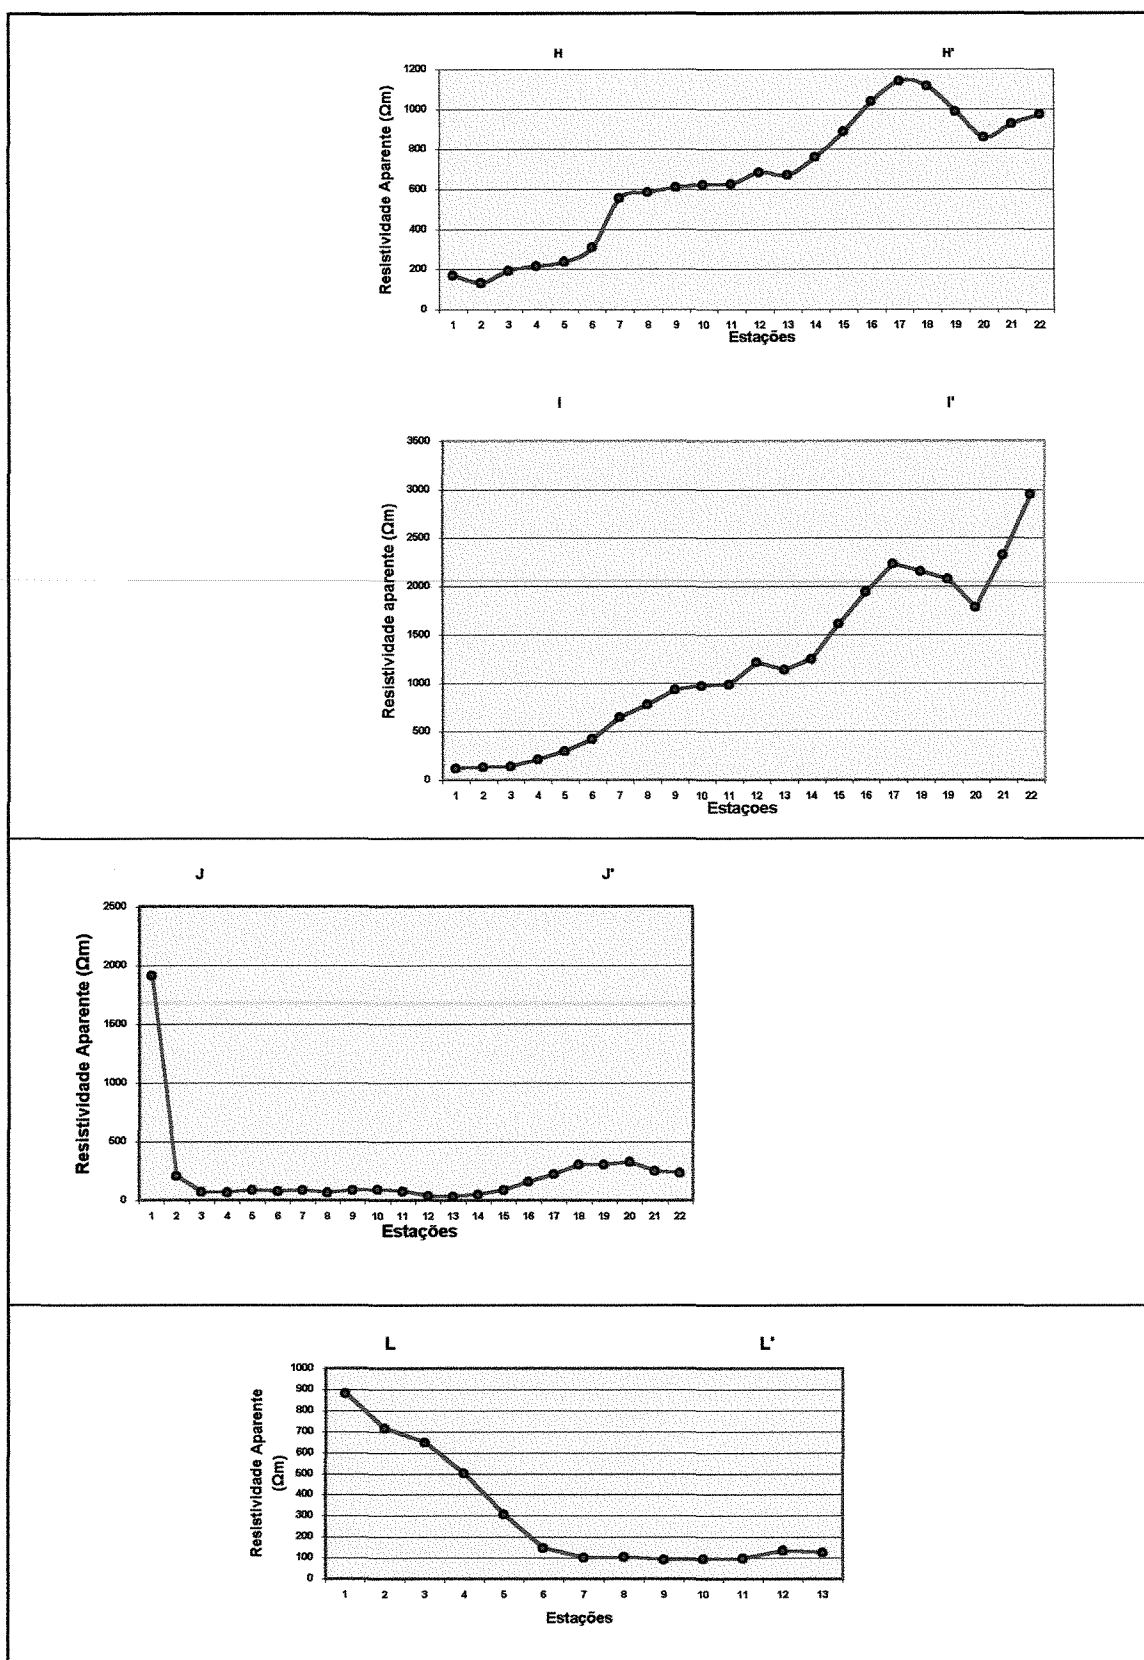 H H'
Resistividade Aparente (Ωm)
1200
1000
800
600
400
200
0
1 2 3 4 5 6 7 8 9 10 11 12 13 14 15 16 17 18 19 20 21 22
Estações
I I'
Resistividade aparente (Ωm)
3500
3000
2500
2000
1500
1000
500
0
1 2 3 4 5 6 7 8 9 10 11 12 13 14 15 16 17 18 19 20 21 22
Estaçoes
J J'
Resistividade Aparente (Ωm)
2500
2000
1500
1000
500
0
1 2 3 4 5 6 7 8 9 10 11 12 13 14 15 16 17 18 19 20 21 22
Estações
L L'
Resistividade Aparente
(Ωm)
1000
900
800
700
600
500
400
300
200
100
0
1 2 3 4 5 6 7 8 9 10 11 12 13
Estações